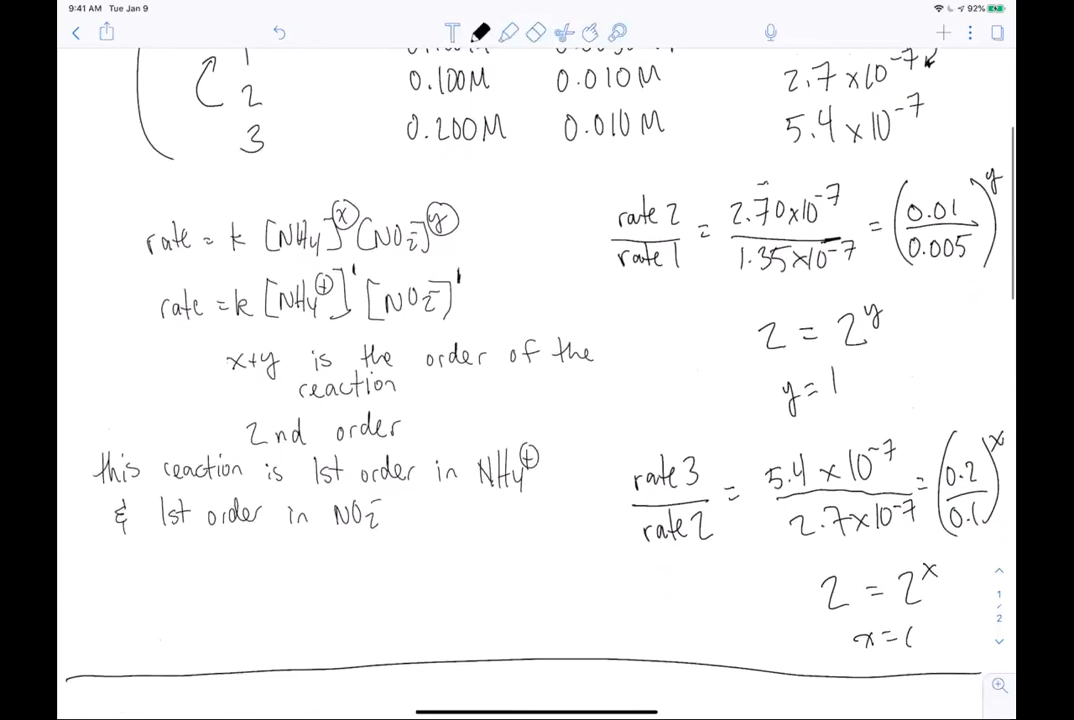 9:41 AM Tue Jan 9
92%
1
2 0.100M 0.010M 2.7 x 10⁻⁷
3 0.200M 0.010M 5.4 x 10⁻⁷
rate = k [NH₄]ˣ [NO₂⁻]ʸ
rate = k [NH₄⁺]¹ [NO₂⁻]¹
x+y is the order of the
reaction
2nd order
this reaction is 1st order in NH₄⁺
& 1st order in NO₂⁻
rate 2 / rate 1 = 2.70x10⁻⁷ / 1.35x10⁻⁷ = (0.01 / 0.005)ʸ
2 = 2ʸ
y = 1
rate 3 / rate 2 = 5.4 x 10⁻⁷ / 2.7x10⁻⁷ = (0.2 / 0.1)ˣ
2 = 2ˣ
x = 1
1
/
2